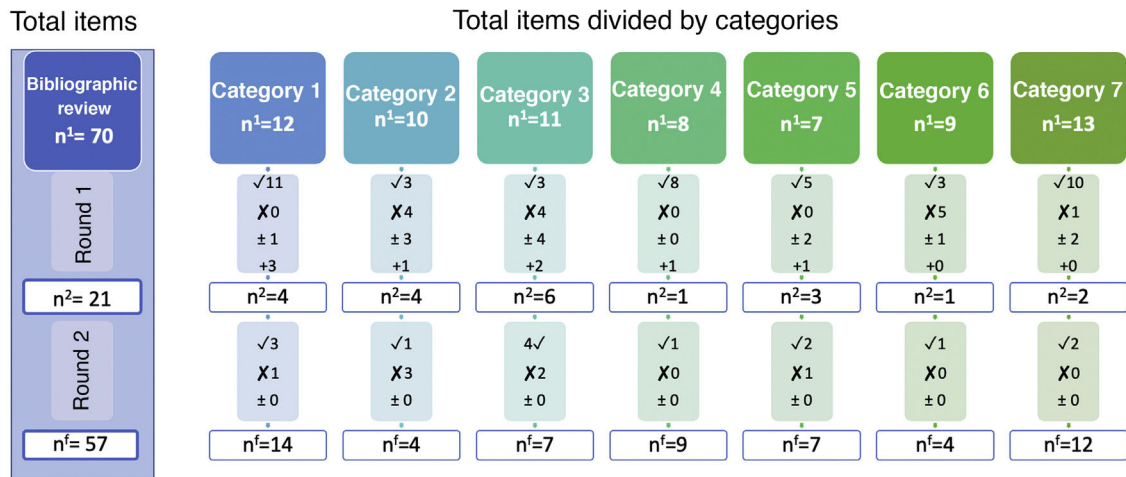 Total items
Total items divided by categories
Bibliographic
review
n¹= 70
Category 1
n¹=12
Category 2
n¹=10
Category 3
n¹=11
Category 4
n¹=8
Category 5
n¹=7
Category 6
n¹=9
Category 7
n¹=13
Round 1
✓11
✗0
± 1
+3
✓3
✗4
± 3
+1
✓3
✗4
± 4
+2
✓8
✗0
± 0
+1
✓5
✗0
± 2
+1
✓3
✗5
± 1
+0
✓10
✗1
± 2
+0
n²= 21
n²=4
n²=4
n²=6
n²=1
n²=3
n²=1
n²=2
Round 2
✓3
✗1
± 0
✓1
✗3
± 0
4✓
✗2
± 0
✓1
✗0
± 0
✓2
✗1
± 0
✓1
✗0
± 0
✓2
✗0
± 0
nᶠ= 57
nᶠ=14
nᶠ=4
nᶠ=7
nᶠ=9
nᶠ=7
nᶠ=4
nᶠ=12